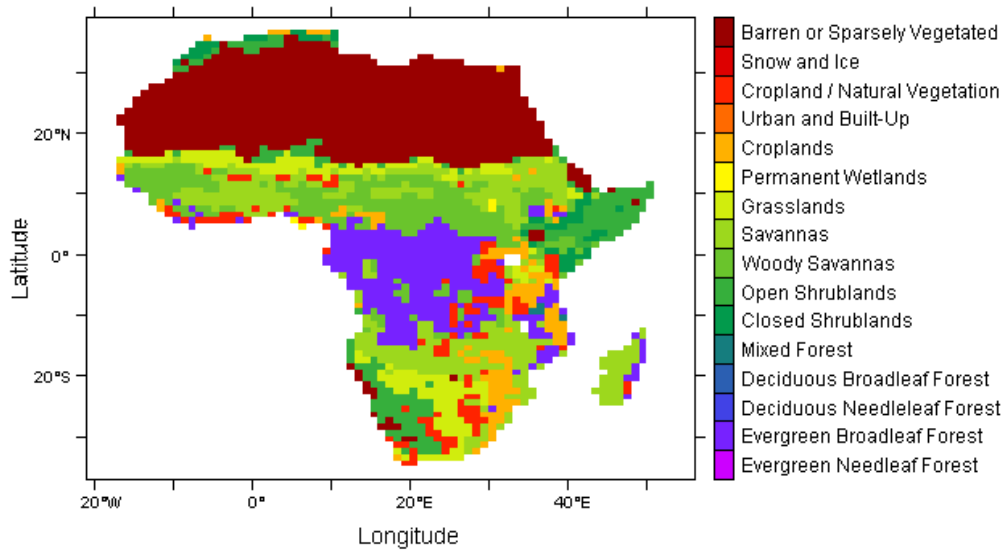 Barren or Sparsely Vegetated
Snow and Ice
Cropland / Natural Vegetation
Urban and Built-Up
Croplands
Permanent Wetlands
Grasslands
Savannas
Woody Savannas
Open Shrublands
Closed Shrublands
Mixed Forest
Deciduous Broadleaf Forest
Deciduous Needleleaf Forest
Evergreen Broadleaf Forest
Evergreen Needleaf Forest
20°N
0°
20°S
Latitude
20°W 0° 20°E 40°E
Longitude